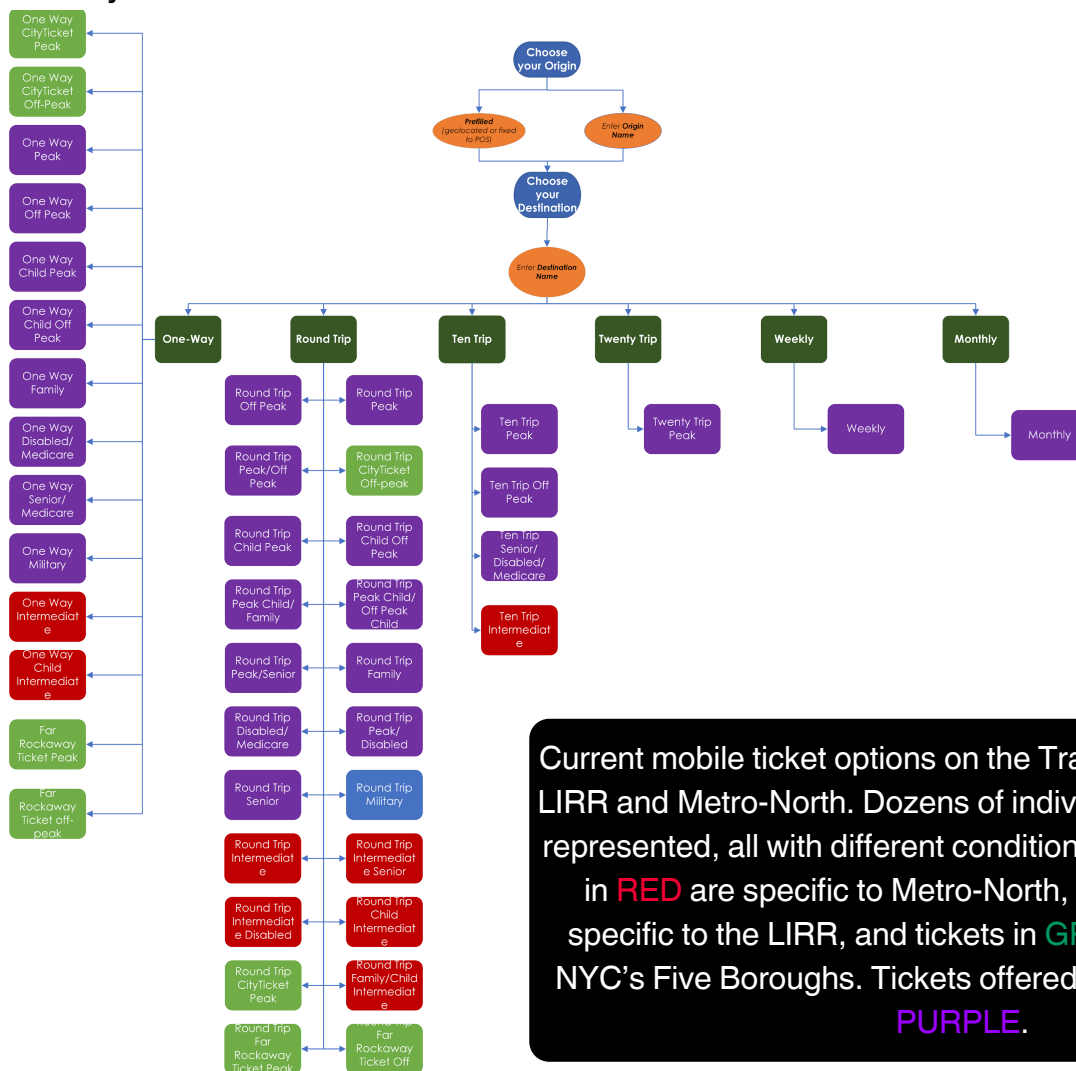 One Way
CityTicket
Peak
One Way
CityTicket
Off-Peak
One Way
Peak
One Way
Off Peak
One Way
Child Peak
One Way
Child Off
Peak
One Way
Family
One Way
Disabled/
Medicare
One Way
Senior/
Medicare
One Way
Military
One Way
Intermediat
e
One Way
Child
Intermediat
e
Far
Rockaway
Ticket Peak
Far
Rockaway
Ticket off-
peak
Choose
your Origin
Prefilled
(geolocated or fixed
to POS)
Enter Origin
Name
Choose
your
Destination
Enter Destination
Name
One-Way
Round Trip
Ten Trip
Twenty Trip
Weekly
Monthly
Round Trip
Off Peak
Round Trip
Peak
Round Trip
Peak/Off
Peak
Round Trip
CityTicket
Off-peak
Round Trip
Child Peak
Round Trip
Child Off
Peak
Round Trip
Peak Child/
Family
Round Trip
Peak Child/
Off Peak
Child
Round Trip
Peak/Senior
Round Trip
Family
Round Trip
Disabled/
Medicare
Round Trip
Peak/
Disabled
Round Trip
Senior
Round Trip
Military
Round Trip
Intermediat
e
Round Trip
Intermediat
e Senior
Round Trip
Intermediat
e Disabled
Round Trip
Child
Intermediat
e
Round Trip
CityTicket
Peak
Round Trip
Family/Child
Intermediat
e
Round Trip
Far
Rockaway
Ticket Peak
Round Trip
Far
Rockaway
Ticket Off
Ten Trip
Peak
Ten Trip Off
Peak
Ten Trip
Senior/
Disabled/
Medicare
Ten Trip
Intermediat
e
Twenty Trip
Peak
Weekly
Monthly
Current mobile ticket options on the
LIRR and Metro-North. Dozens of
represented, all with different
in RED are specific to Metro-North,
specific to the LIRR, and tickets in
NYC's Five Boroughs. Tickets offered
PURPLE.